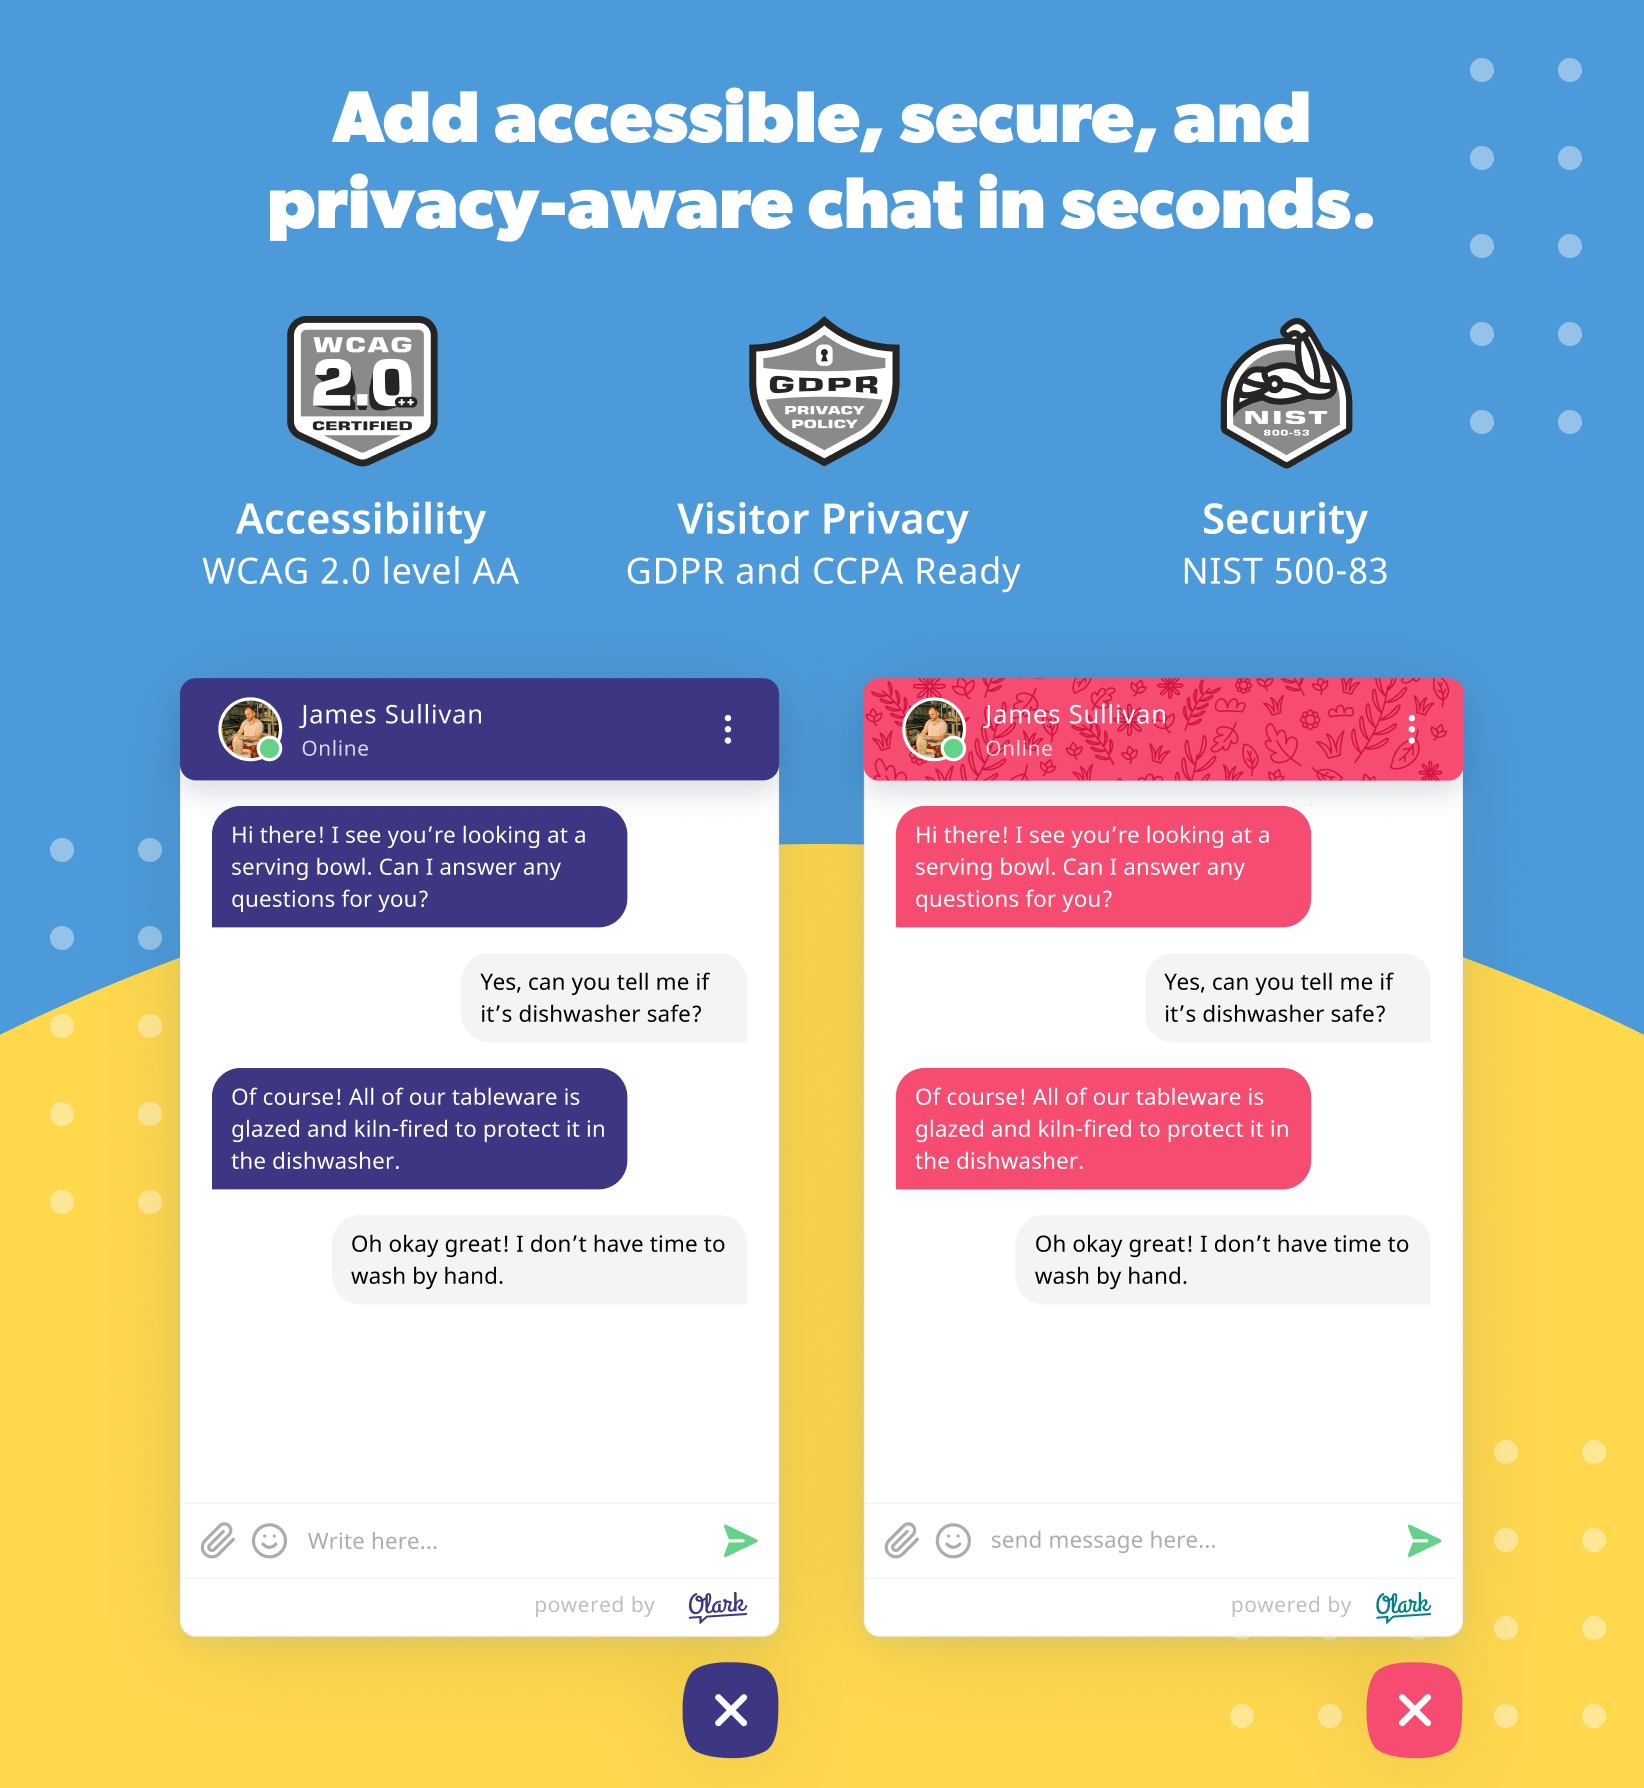 Add accessible, secure, and
privacy-aware chat in seconds.
WCAG
2.0
++
CERTIFIED
Accessibility
WCAG 2.0 level AA
GDPR
PRIVACY
POLICY
Visitor Privacy
GDPR and CCPA Ready
NIST
800-53
Security
NIST 500-83
James Sullivan
Online
Hi there! I see you’re looking at a
serving bowl. Can I answer any
questions for you?
Yes, can you tell me if
it’s dishwasher safe?
Of course! All of our tableware is
glazed and kiln-fired to protect it in
the dishwasher.
Oh okay great! I don’t have time to
wash by hand.
Write here...
powered by Olark
James Sullivan
Online
Hi there! I see you’re looking at a
serving bowl. Can I answer any
questions for you?
Yes, can you tell me if
it’s dishwasher safe?
Of course! All of our tableware is
glazed and kiln-fired to protect it in
the dishwasher.
Oh okay great! I don’t have time to
wash by hand.
send message here...
powered by Olark